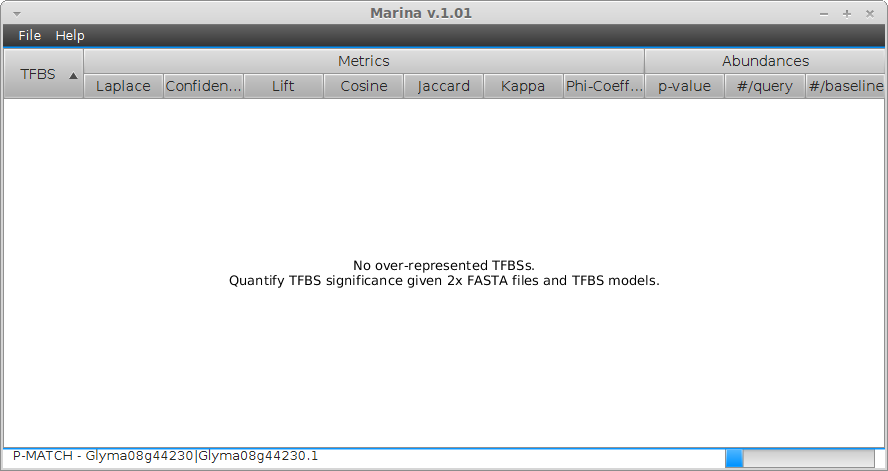 Marina v.1.01
File Help
TFBS Metrics Abundances
Laplace Confiden... Lift Cosine Jaccard Kappa Phi-Coeff... p-value #/query #/baseline
No over-represented TFBSs.
Quantify TFBS significance given 2x FASTA files and TFBS models.
P-MATCH - Glyma08g44230|Glyma08g44230.1